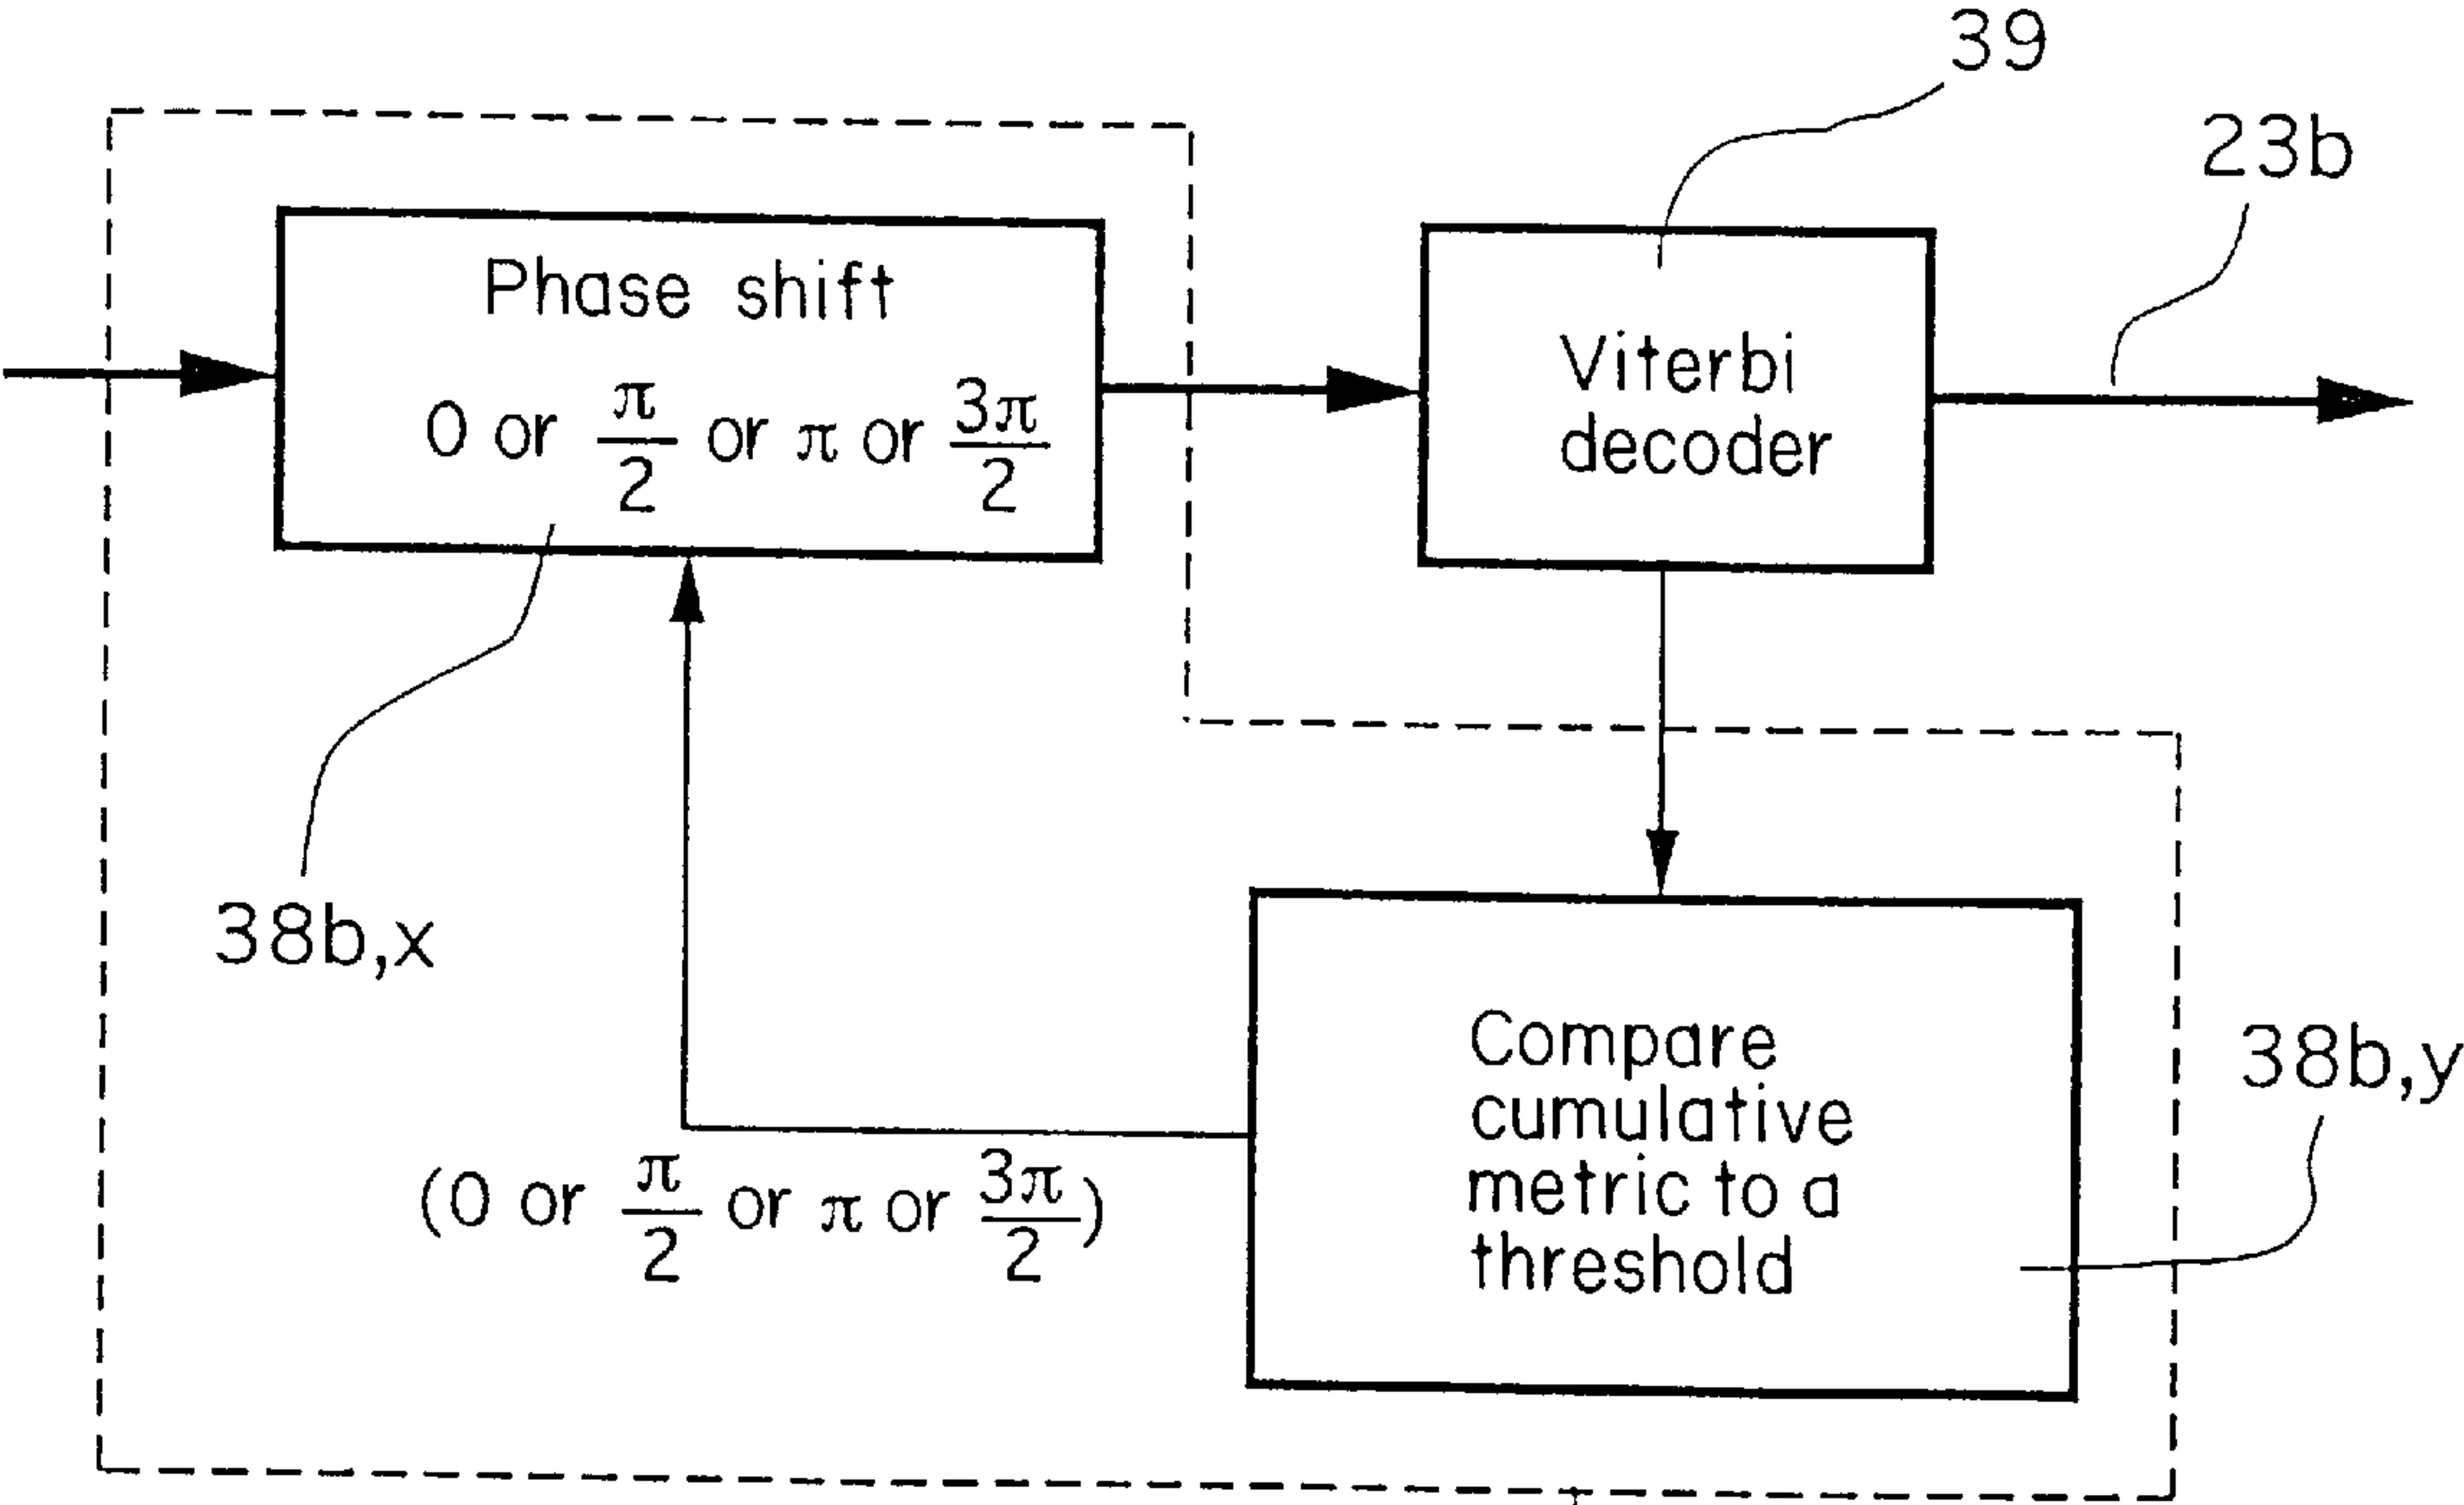 39
23b
Phase shift
0 or π/2 or π or 3π/2
Viterbi
decoder
38b,x
Compare
cumulative
metric to a
threshold
38b,y
(0 or π/2 or π or 3π/2)